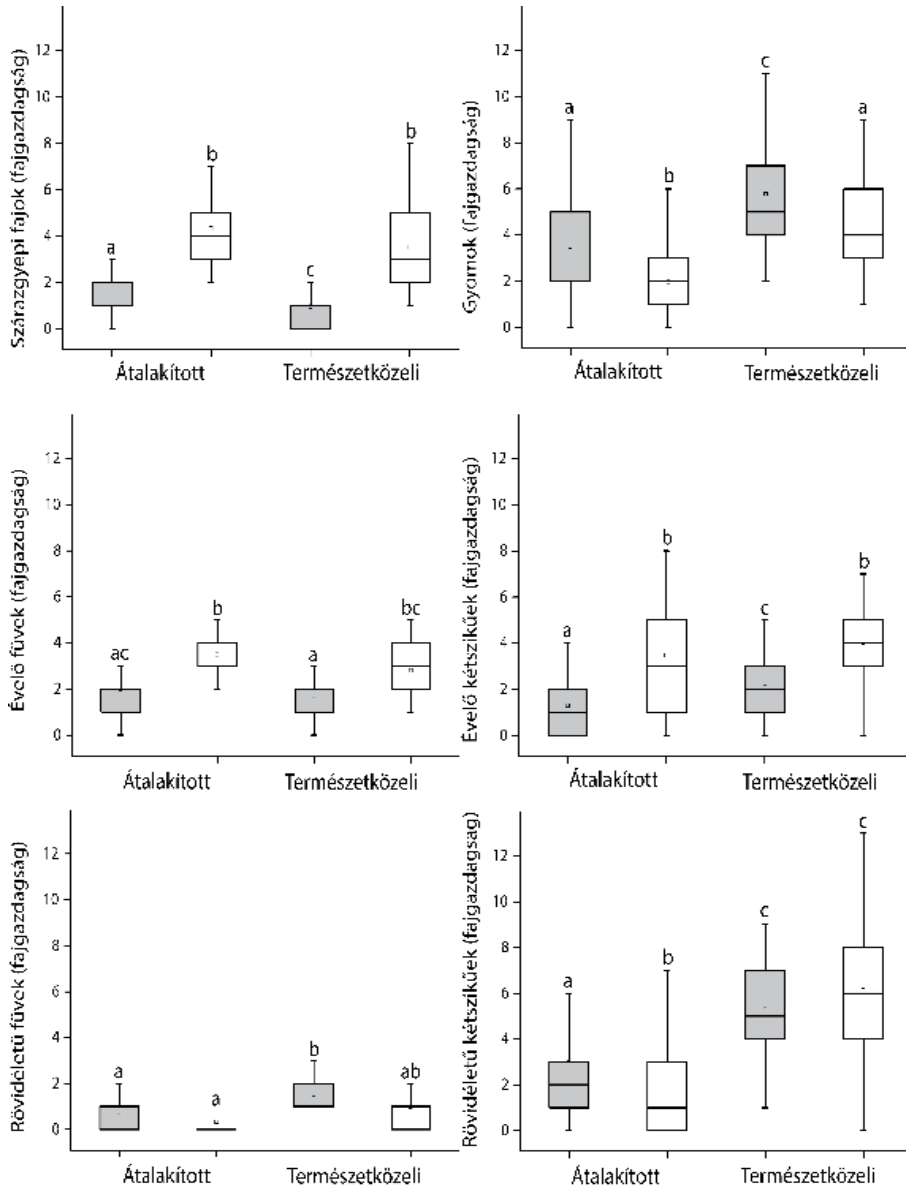 Szárazgyepi fajok (fajgazdagság)
12
10
8
6
4
2
0
a
b
c
b
Átalakított
Természetközeli
Gyomok (fajgazdagság)
12
10
8
6
4
2
0
a
b
c
a
Átalakított
Természetközeli
Évelő füvek (fajgazdagság)
12
10
8
6
4
2
0
ac
b
a
bc
Átalakított
Természetközeli
Évelő kétszikűek (fajgazdagság)
12
10
8
6
4
2
0
a
b
c
b
Átalakított
Természetközeli
Rövidéletű füvek (fajgazdagság)
12
10
8
6
4
2
0
a
a
b
ab
Átalakított
Természetközeli
Rövidéletű kétszikűek (fajgazdagság)
12
10
8
6
4
2
0
a
b
c
c
Átalakított
Természetközeli